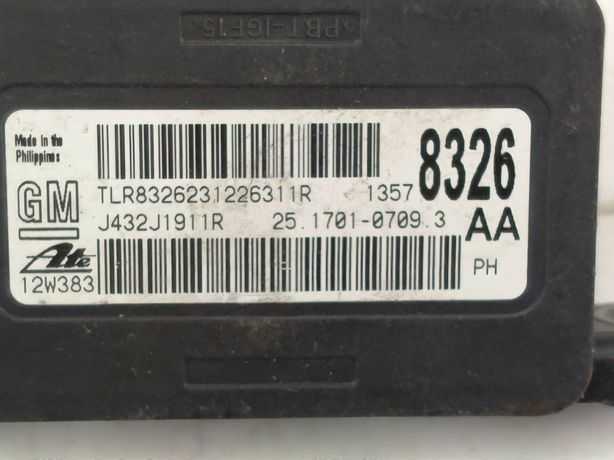 >PBT-IGF15<
Made in the
Philippines
8326
GM
TLR8326231226311R 1357
J432J1911R 25.1701-0709.3 AA
Ate
12W383
PH